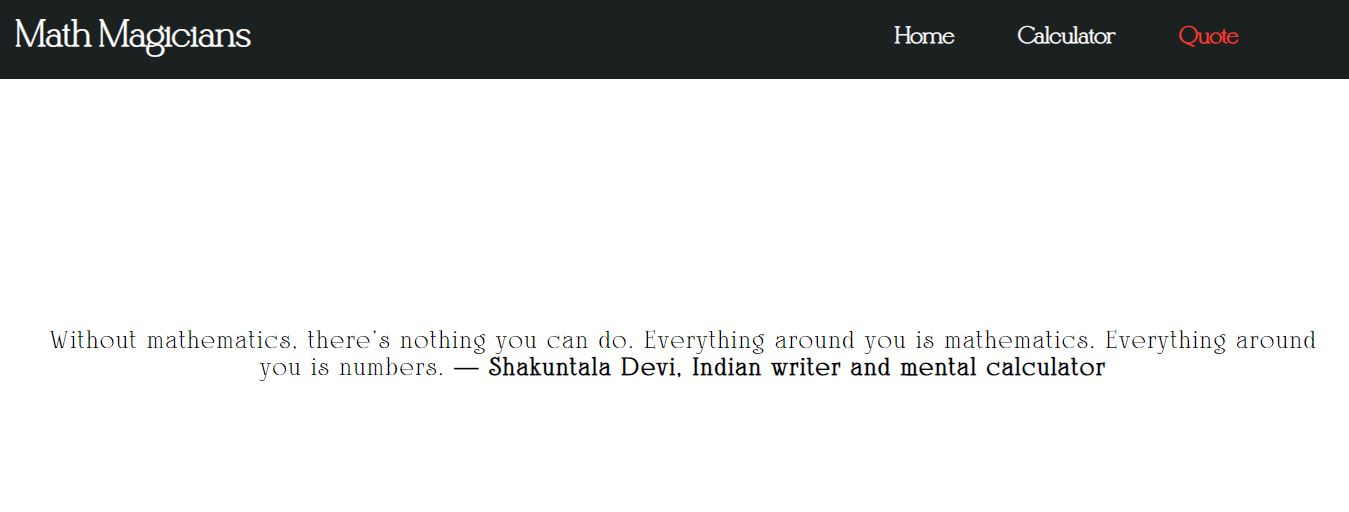 Math Magicians Home Calculator Quote
Without mathematics, there’s nothing you can do. Everything around you is mathematics. Everything around
you is numbers. — Shakuntala Devi, Indian writer and mental calculator